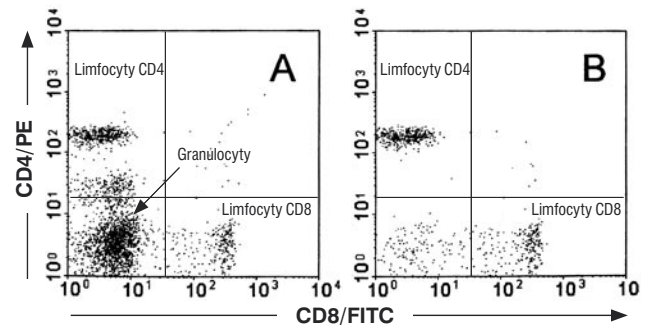 CD4/PE
10⁴
10³
10²
10¹
10⁰
Limfocyty CD4
A
Granulocyty
Limfocyty CD8
10⁰ 10¹ 10² 10³ 10⁴
10⁴
10³
10²
10¹
10⁰
Limfocyty CD4
B
Limfocyty CD8
10⁰ 10¹ 10² 10³ 10
CD8/FITC